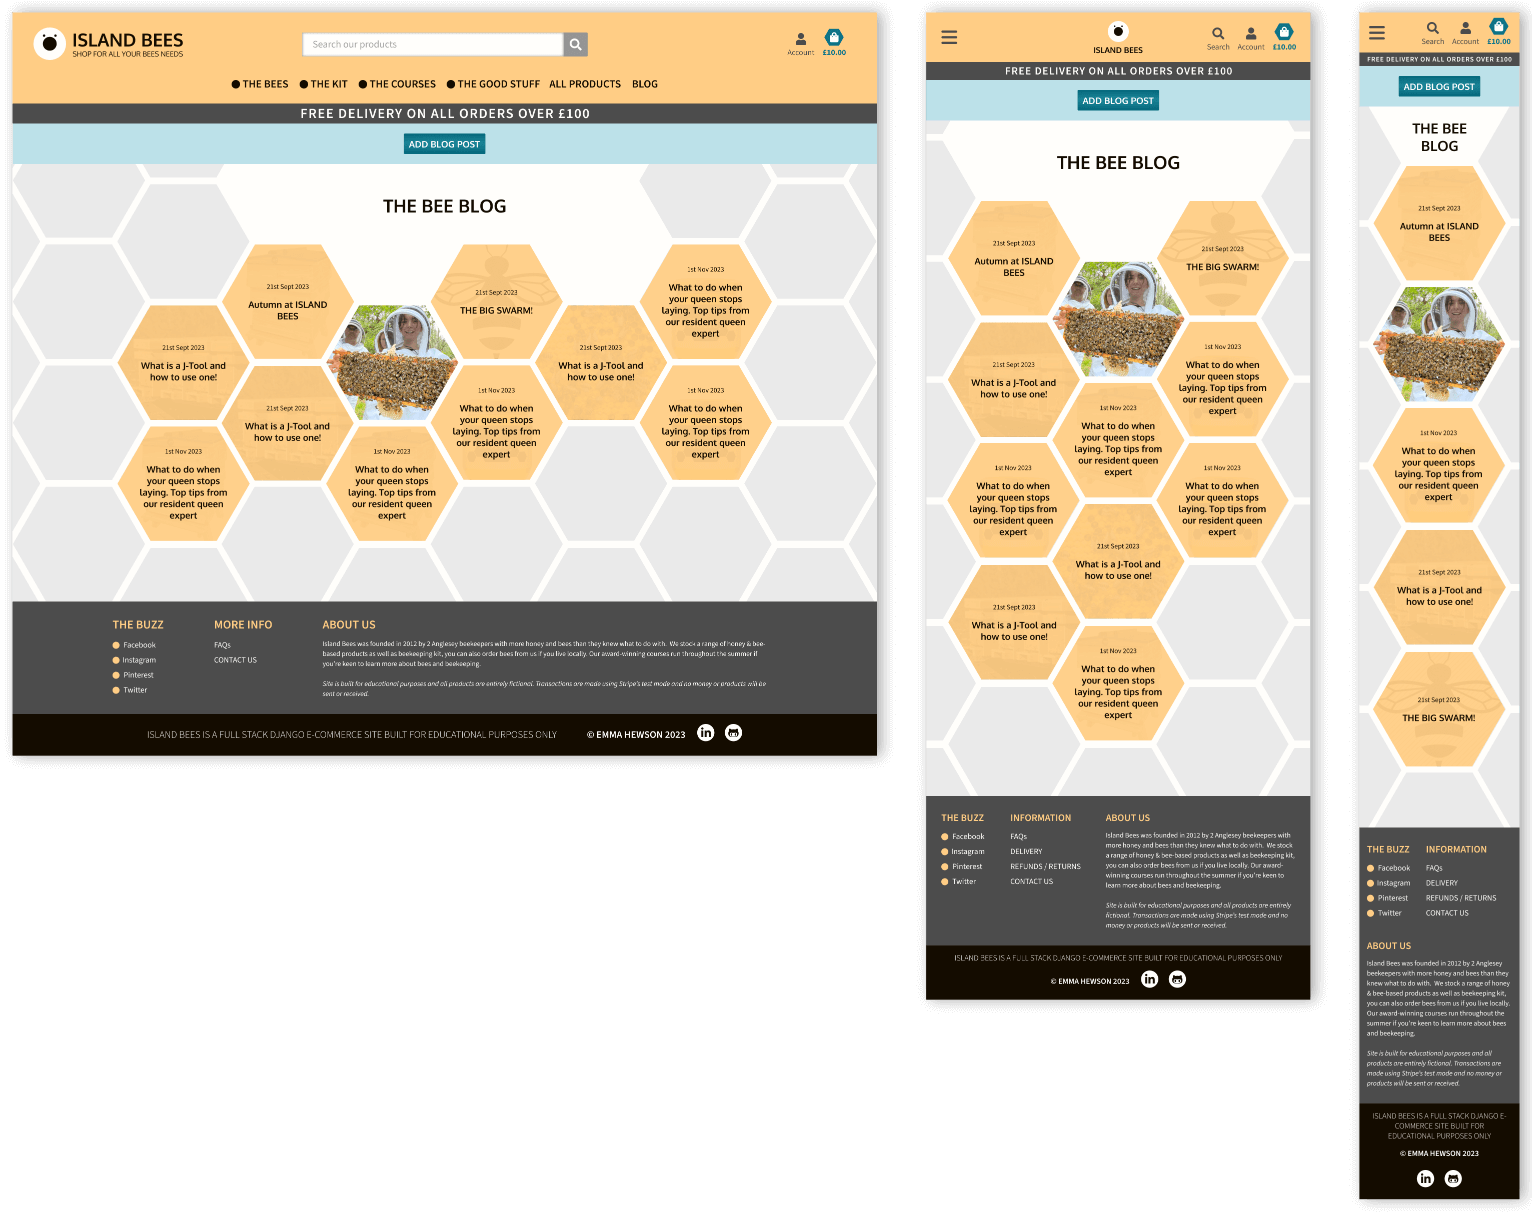 ISLAND BEES
SHOP FOR ALL YOUR BEES NEEDS
Search our products
Account
£10.00
THE BEES
THE KIT
THE COURSES
THE GOOD STUFF
ALL PRODUCTS
BLOG
FREE DELIVERY ON ALL ORDERS OVER £100
ADD BLOG POST
THE BEE BLOG
21st Sept 2023
Autumn at ISLAND
BEES
21st Sept 2023
THE BIG SWARM!
1st Nov 2023
What to do when
your queen stops
laying. Top tips from
our resident queen
expert
21st Sept 2023
What is a J-Tool and
how to use one!
21st Sept 2023
What is a J-Tool and
how to use one!
21st Sept 2023
What is a J-Tool and
how to use one!
1st Nov 2023
What to do when
your queen stops
laying. Top tips from
our resident queen
expert
1st Nov 2023
What to do when
your queen stops
laying. Top tips from
our resident queen
expert
1st Nov 2023
What to do when
your queen stops
laying. Top tips from
our resident queen
expert
1st Nov 2023
What to do when
your queen stops
laying. Top tips from
our resident queen
expert
THE BUZZ
Facebook
Instagram
Pinterest
Twitter
MORE INFO
FAQs
CONTACT US
ABOUT US
Island Bees was founded in 2012 by 2 Anglesey beekeepers with more honey and bees than they knew what to do with. We stock a range of honey & bee-
based products as well as beekeeping kit, you can also order bees from us if you live locally. Our award-winning courses run throughout the summer if
you're keen to learn more about bees and beekeeping.
Site is built for educational purposes and all products are entirely fictional. Transactions are made using Stripe's test mode and no money or products will be
sent or received.
ISLAND BEES IS A FULL STACK DJANGO E-COMMERCE SITE BUILT FOR EDUCATIONAL PURPOSES ONLY
© EMMA HEWSON 2023
in
ISLAND BEES
Search
Account
£10.00
FREE DELIVERY ON ALL ORDERS OVER £100
ADD BLOG POST
THE BEE BLOG
21st Sept 2023
Autumn at ISLAND
BEES
21st Sept 2023
THE BIG SWARM!
21st Sept 2023
What is a J-Tool and
how to use one!
1st Nov 2023
What to do when
your queen stops
laying. Top tips from
our resident queen
expert
1st Nov 2023
What to do when
your queen stops
laying. Top tips from
our resident queen
expert
1st Nov 2023
What to do when
your queen stops
laying. Top tips from
our resident queen
expert
1st Nov 2023
What to do when
your queen stops
laying. Top tips from
our resident queen
expert
21st Sept 2023
What is a J-Tool and
how to use one!
21st Sept 2023
What is a J-Tool and
how to use one!
1st Nov 2023
What to do when
your queen stops
laying. Top tips from
our resident queen
expert
THE BUZZ
Facebook
Instagram
Pinterest
Twitter
INFORMATION
FAQs
DELIVERY
REFUNDS / RETURNS
CONTACT US
ABOUT US
Island Bees was founded in 2012 by 2 Anglesey beekeepers with
more honey and bees than they knew what to do with. We stock
a range of honey & bee-based products as well as beekeeping kit,
you can also order bees from us if you live locally. Our award-
winning courses run throughout the summer if you're keen to
learn more about bees and beekeeping.
Site is built for educational purposes and all products are entirely
fictional. Transactions are made using Stripe's test mode and no
money or products will be sent or received.
ISLAND BEES IS A FULL STACK DJANGO E-COMMERCE SITE BUILT FOR EDUCATIONAL PURPOSES ONLY
© EMMA HEWSON 2023
in
Search
Account
£10.00
FREE DELIVERY ON ALL ORDERS OVER £100
ADD BLOG POST
THE BEE
BLOG
21st Sept 2023
Autumn at ISLAND
BEES
1st Nov 2023
What to do when
your queen stops
laying. Top tips from
our resident queen
expert
21st Sept 2023
What is a J-Tool and
how to use one!
21st Sept 2023
THE BIG SWARM!
THE BUZZ
Facebook
Instagram
Pinterest
Twitter
INFORMATION
FAQs
DELIVERY
REFUNDS / RETURNS
CONTACT US
ABOUT US
Island Bees was founded in 2012 by 2 Anglesey
beekeepers with more honey and bees than they
knew what to do with. We stock a range of honey
& bee-based products as well as beekeeping kit,
you can also order bees from us if you live locally.
Our award-winning courses run throughout the
summer if you're keen to learn more about bees
and beekeeping.
Site is built for educational purposes and all
products are entirely fictional. Transactions are
made using Stripe's test mode and no money or
products will be sent or received.
ISLAND BEES IS A FULL STACK DJANGO E-
COMMERCE SITE BUILT FOR
EDUCATIONAL PURPOSES ONLY
© EMMA HEWSON 2023
in